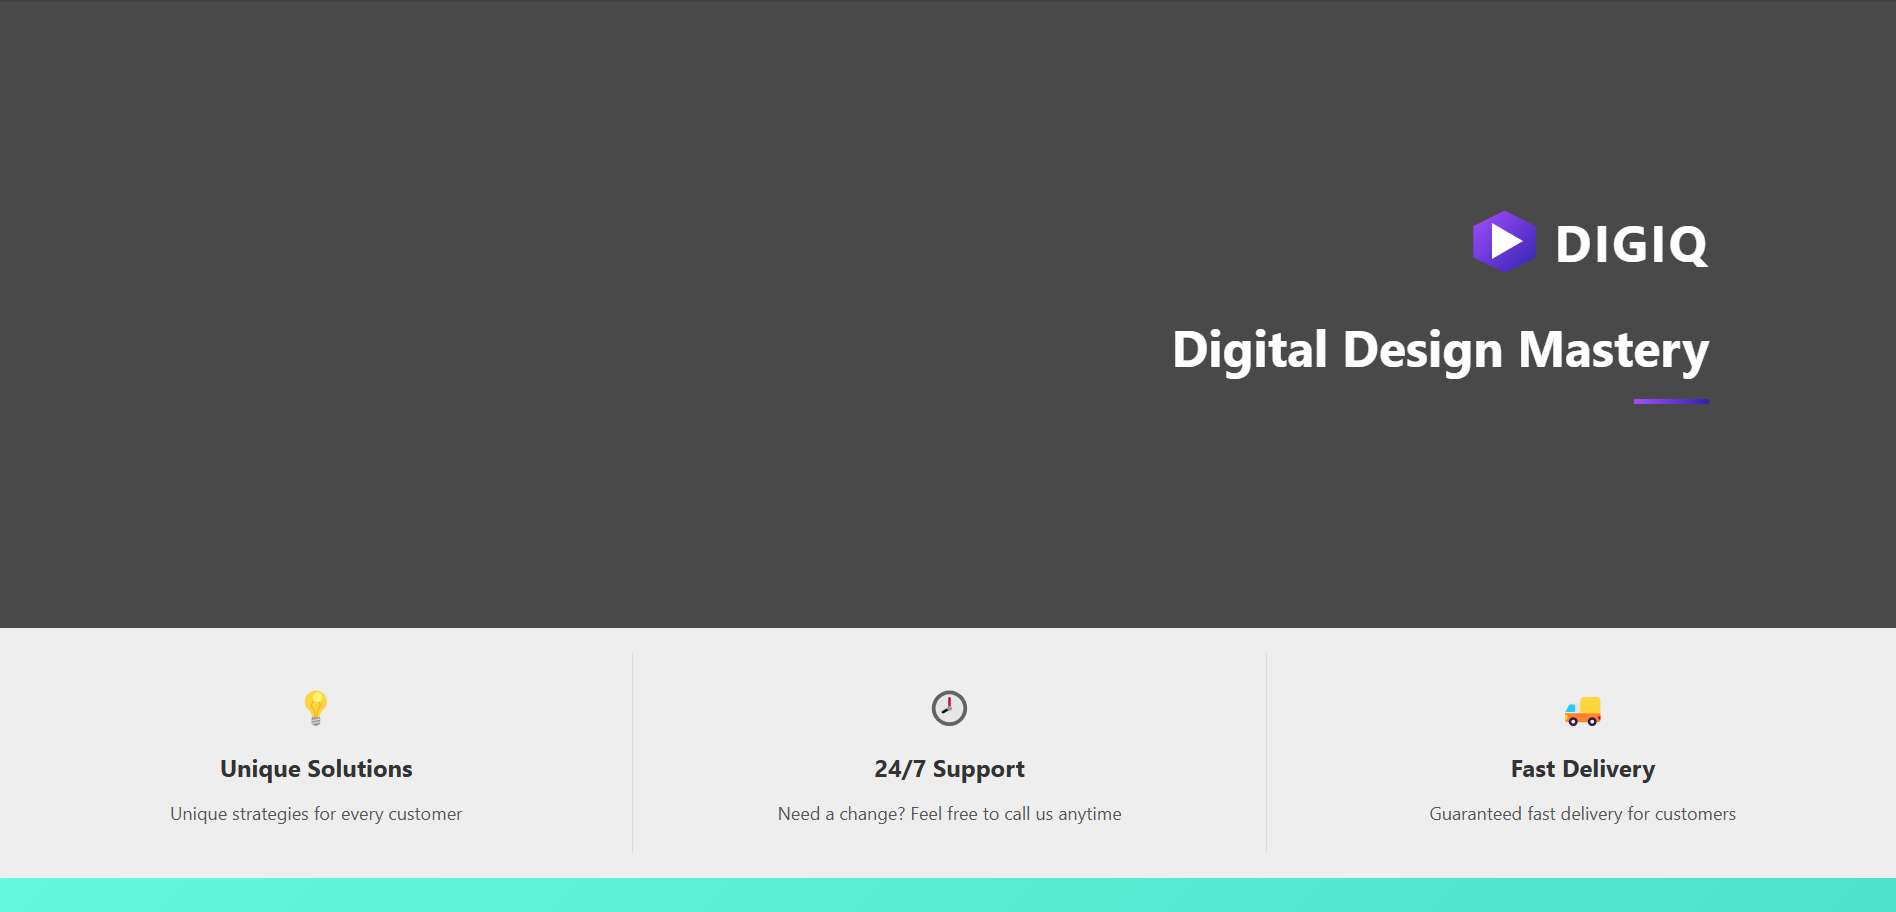 DIGIQ
Digital Design Mastery
Unique Solutions
Unique strategies for every customer
24/7 Support
Need a change? Feel free to call us anytime
Fast Delivery
Guaranteed fast delivery for customers